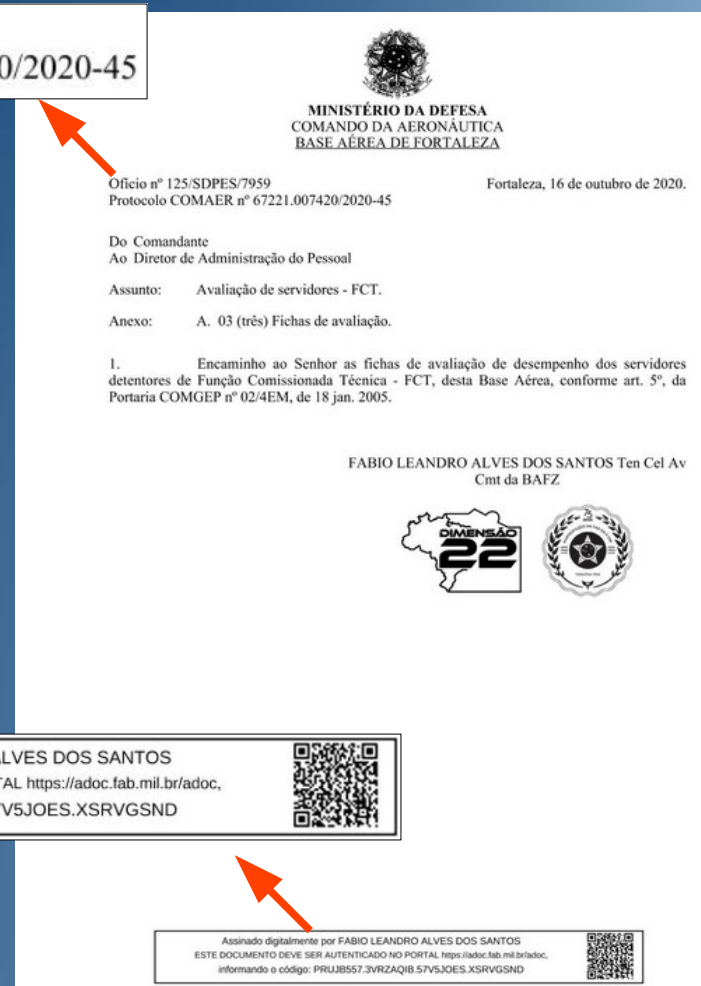 0/2020-45
MINISTÉRIO DA DEFESA
COMANDO DA AERONÁUTICA
BASE AÉREA DE FORTALEZA
Ofício nº 125/SDPES/7959 Fortaleza, 16 de outubro de 2020.
Protocolo COMAER nº 67221.007420/2020-45
Do Comandante
Ao Diretor de Administração do Pessoal
Assunto: Avaliação de servidores - FCT.
Anexo: A. 03 (três) Fichas de avaliação.
1. Encaminho ao Senhor as fichas de avaliação de desempenho dos servidores
detentores de Função Comissionada Técnica - FCT, desta Base Aérea, conforme art. 5º, da
Portaria COMGEP nº 02/4EM, de 18 jan. 2005.
FABIO LEANDRO ALVES DOS SANTOS Ten Cel Av
Cmt da BAFZ
DIMENSÃO
22
ALVES DOS SANTOS
TAL https://adoc.fab.mil.br/adoc,
7V5JOES.XSRVGSND
Assinado digitalmente por FABIO LEANDRO ALVES DOS SANTOS
ESTE DOCUMENTO DEVE SER AUTENTICADO NO PORTAL https://adoc.fab.mil.br/adoc,
informando o código: PRUJB557.3VRZAQIB.57V5JOES.XSRVGSND